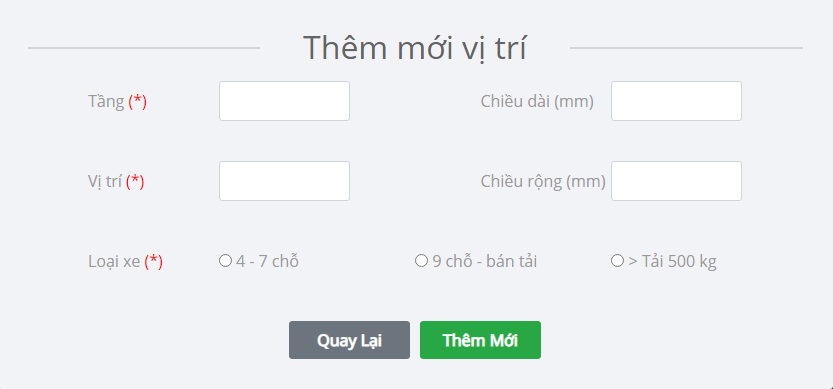 Thêm mới vị trí
Tầng (*) Chiều dài (mm)
Vị trí (*) Chiều rộng (mm)
Loại xe (*) 4 - 7 chỗ 9 chỗ - bán tải > Tải 500 kg
Quay Lại Thêm Mới